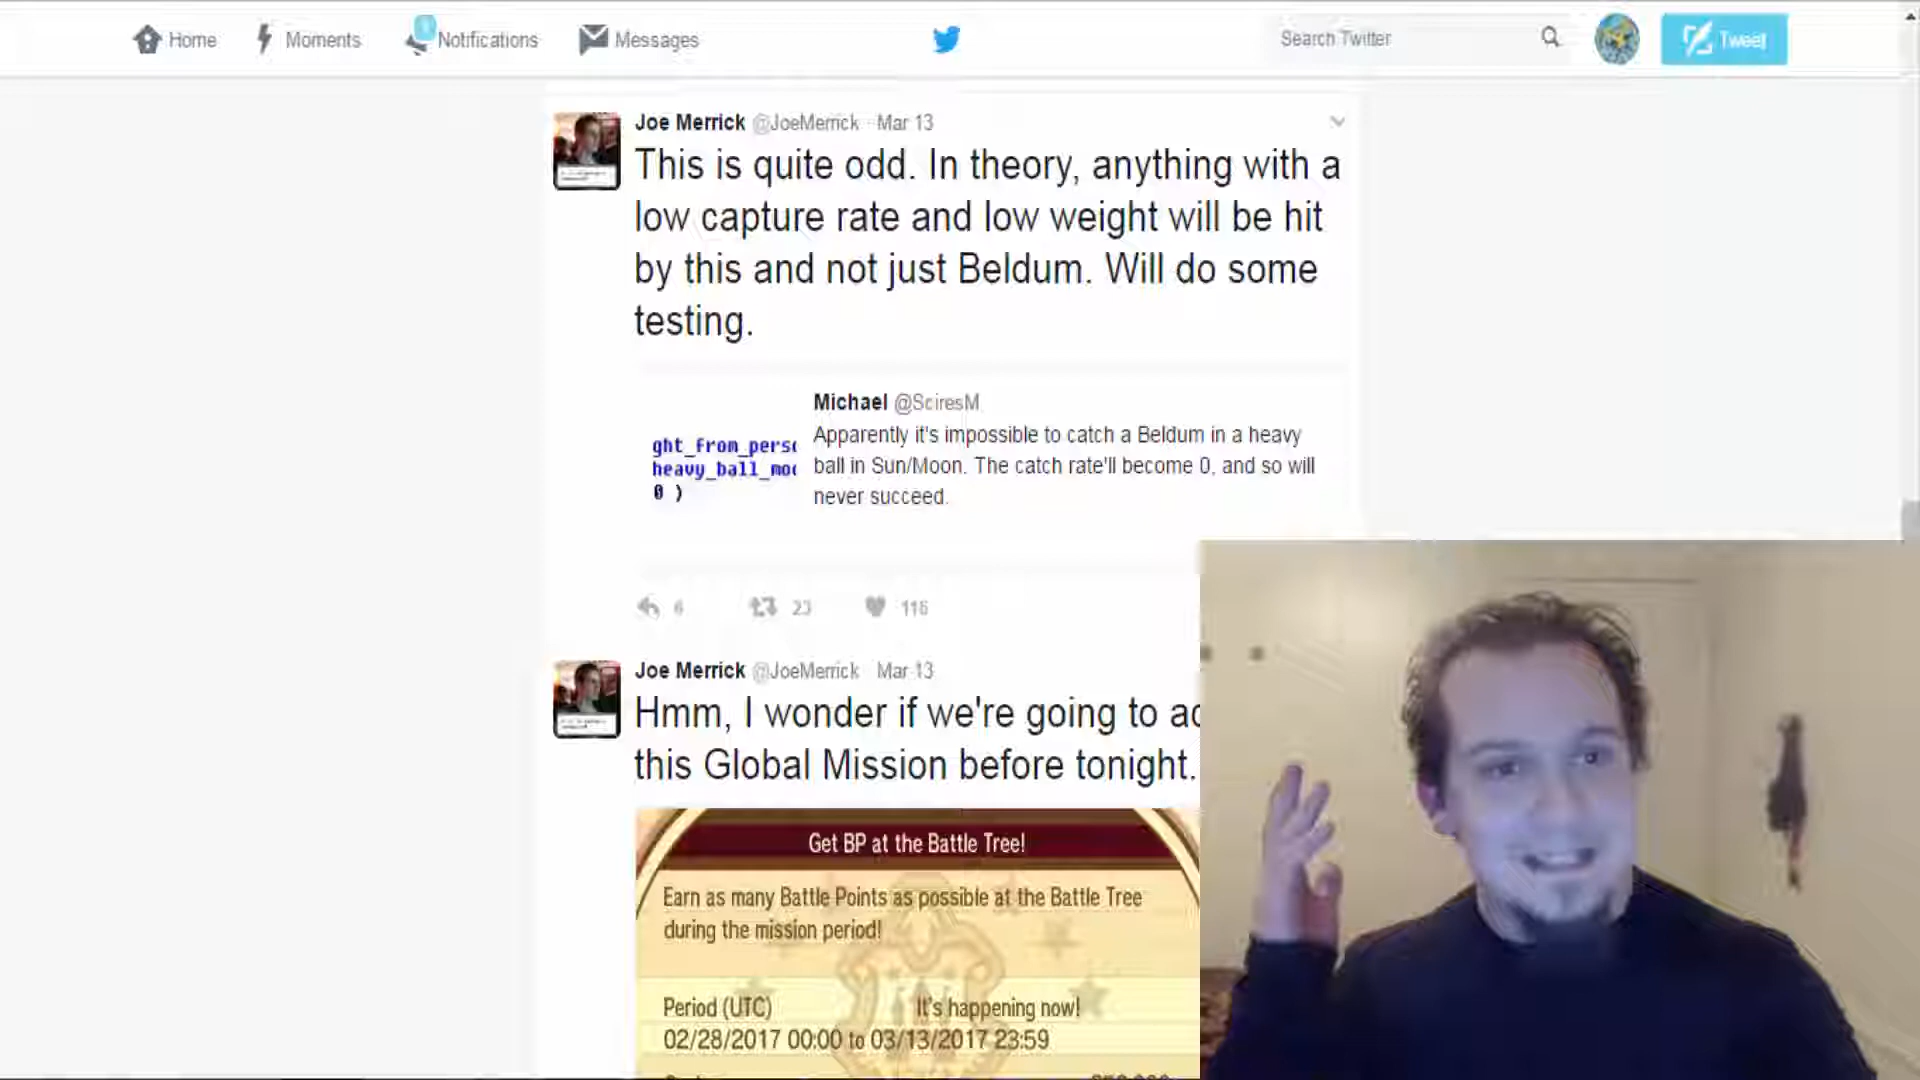 Home Moments Notifications Messages Search Twitter Tweet
Joe Merrick @JoeMerrick Mar 13
This is quite odd. In theory, anything with a
low capture rate and low weight will be hit
by this and not just Beldum. Will do some
testing.
Michael @SciresM
ght_from_pers
heavy_ball_mo
0 )
Apparently it's impossible to catch a Beldum in a heavy
ball in Sun/Moon. The catch rate'll become 0, and so will
never succeed.
6 23 116
Joe Merrick @JoeMerrick Mar 13
Hmm, I wonder if we're going to ac
this Global Mission before tonight.
Get BP at the Battle Tree!
Earn as many Battle Points as possible at the Battle Tree
during the mission period!
Period (UTC) It's happening now!
02/28/2017 00:00 to 03/13/2017 23:59